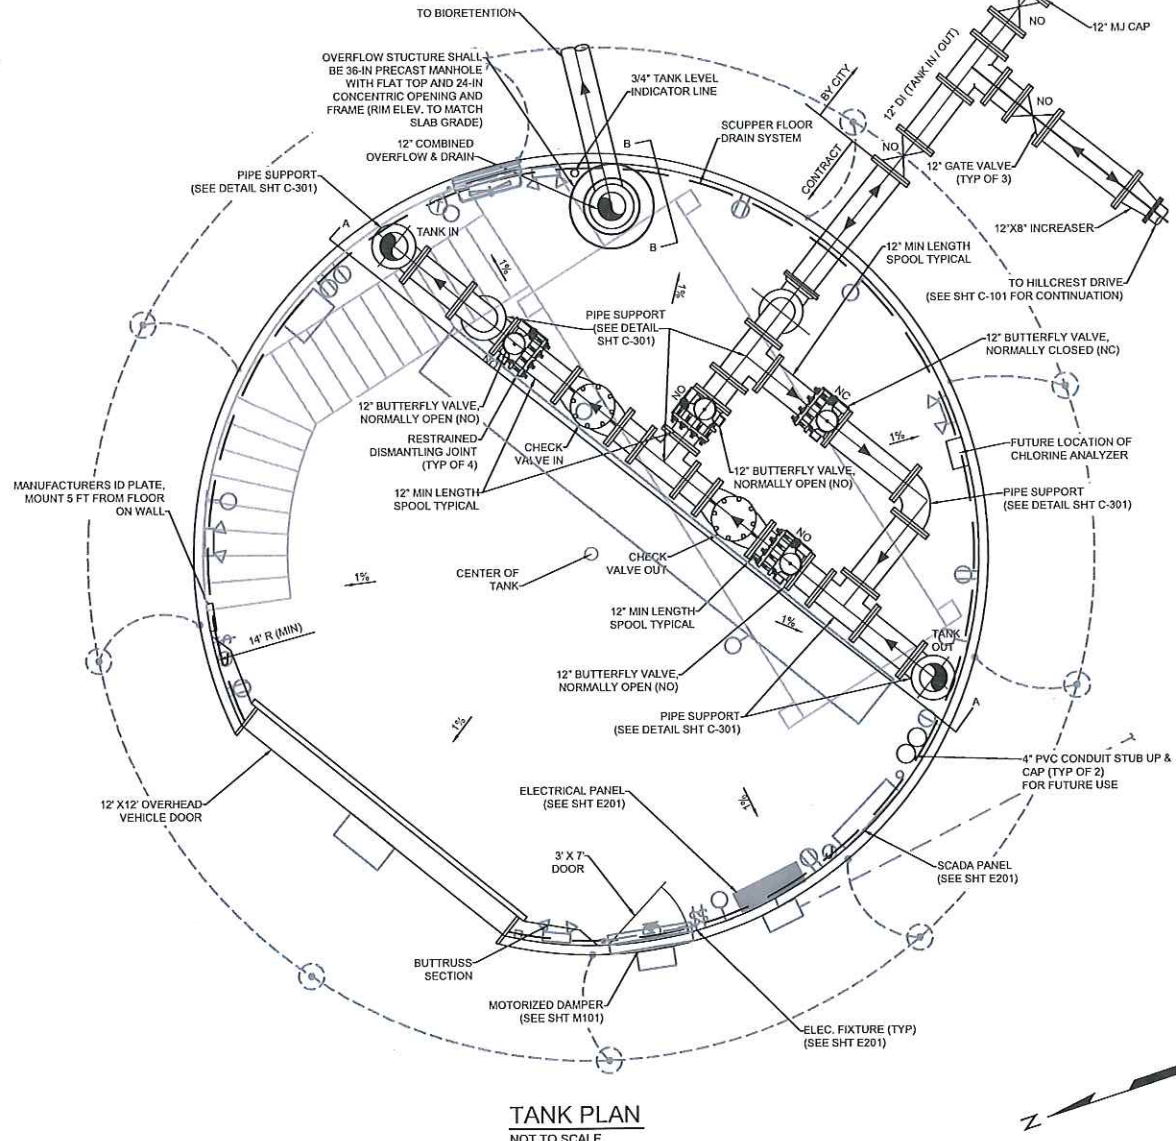 TO BIORETENTION
OVERFLOW STUCTURE SHALL
BE 36-IN PRECAST MANHOLE
WITH FLAT TOP AND 24-IN
CONCENTRIC OPENING AND
FRAME (RIM ELEV. TO MATCH
SLAB GRADE)
3/4" TANK LEVEL
INDICATOR LINE
12" COMBINED
OVERFLOW & DRAIN
PIPE SUPPORT
(SEE DETAIL SHT C-301)
B
B
SCUPPER FLOOR
DRAIN SYSTEM
BY CITY
CONTRACT
12" DI (TANK IN / OUT)
NO
12" MJ CAP
NO
NO
12" GATE VALVE
(TYP OF 3)
12"X8" INCREASER
TO HILLCREST DRIVE
(SEE SHT C-101 FOR CONTINUATION)
A
TANK IN
1%
1%
12" MIN LENGTH
SPOOL TYPICAL
PIPE SUPPORT
(SEE DETAIL
SHT C-301)
12" BUTTERFLY VALVE,
NORMALLY CLOSED (NC)
NO
NO
NC
12" BUTTERFLY VALVE,
NORMALLY OPEN (NO)
RESTRAINED
DISMANTLING JOINT
(TYP OF 4)
CHECK
VALVE IN
1%
FUTURE LOCATION OF
CHLORINE ANALYZER
12" BUTTERFLY VALVE,
NORMALLY OPEN (NO)
MANUFACTURERS ID PLATE,
MOUNT 5 FT FROM FLOOR
ON WALL
12" MIN LENGTH
SPOOL TYPICAL
PIPE SUPPORT
(SEE DETAIL SHT C-301)
NO
CHECK
VALVE OUT
CENTER OF
TANK
1%
12" MIN LENGTH
SPOOL TYPICAL
1%
14' R (MIN)
TANK
OUT
12" BUTTERFLY VALVE,
NORMALLY OPEN (NO)
PIPE SUPPORT
(SEE DETAIL SHT C-301)
A
1%
T
4" PVC CONDUIT STUB UP &
CAP (TYP OF 2)
FOR FUTURE USE
12' X12' OVERHEAD
VEHICLE DOOR
ELECTRICAL PANEL
(SEE SHT E201)
1%
3' X 7'
DOOR
SCADA PANEL
(SEE SHT E201)
BUTTRUSS
SECTION
MOTORIZED DAMPER
(SEE SHT M101)
ELEC. FIXTURE (TYP)
(SEE SHT E201)
N
TANK PLAN
NOT TO SCALE